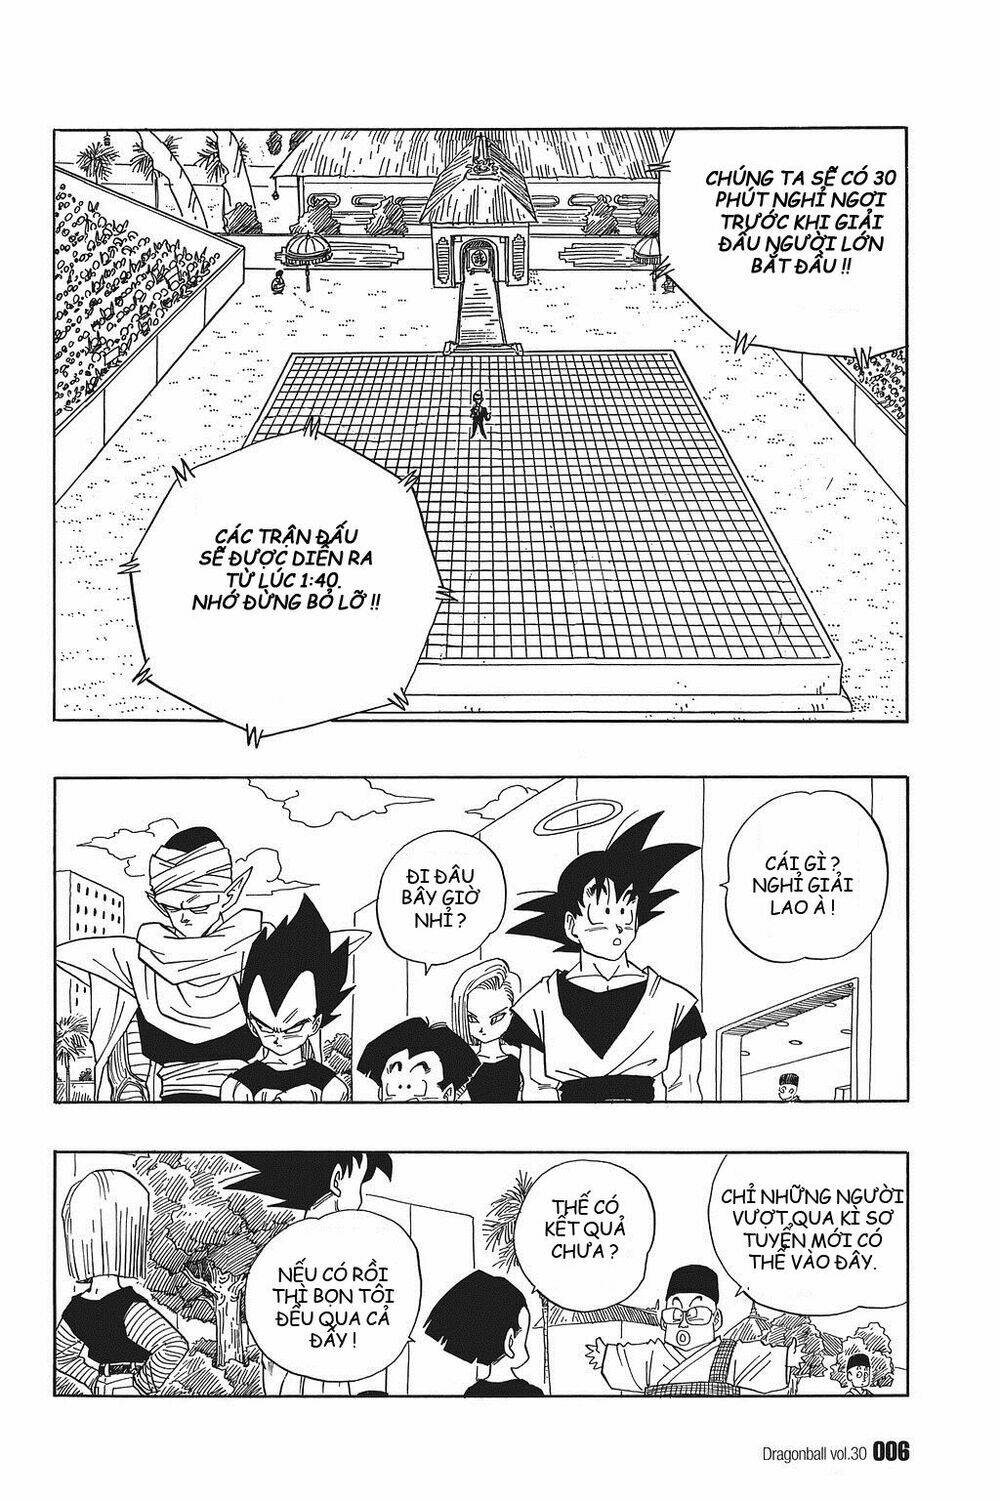 CHÚNG TA SẼ CÓ 30
PHÚT NGHỈ NGƠI
TRƯỚC KHI GIẢI
ĐẤU NGƯỜI LỚN
BẮT ĐẦU !!
CÁC TRẬN ĐẤU
SẼ ĐƯỢC DIỄN RA
TỪ LÚC 1:40.
NHỚ ĐỪNG BỎ LỠ !!
ĐI ĐÂU
BÂY GIỜ
NHỈ ?
CÁI GÌ ?
NGHỈ GIẢI
LAO À !
CHỈ NHỮNG NGƯỜI
VƯỢT QUA KÌ SƠ
TUYỂN MỚI CÓ
THỂ VÀO ĐÂY.
THẾ CÓ
KẾT QUẢ
CHƯA ?
NẾU CÓ RỒI
THÌ BỌN TÔI
ĐỀU QUA CẢ
ĐẤY !
Dragonball vol.30 006